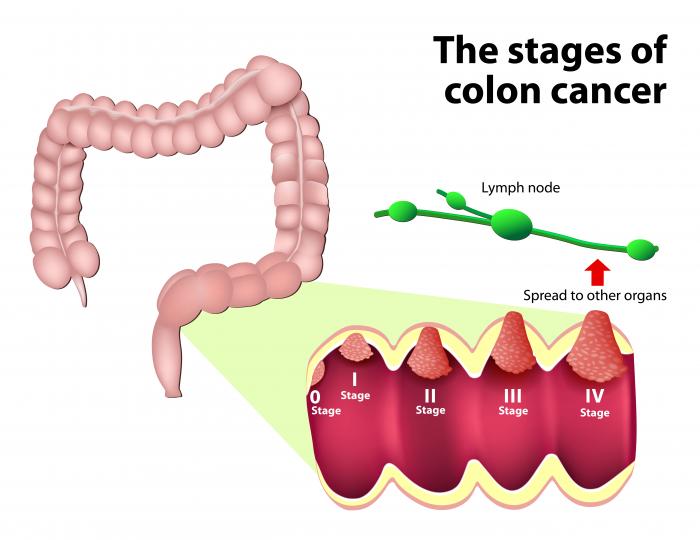 The stages of
colon cancer
Lymph node
Spread to other organs
0
Stage
I
Stage
II
Stage
III
Stage
IV
Stage